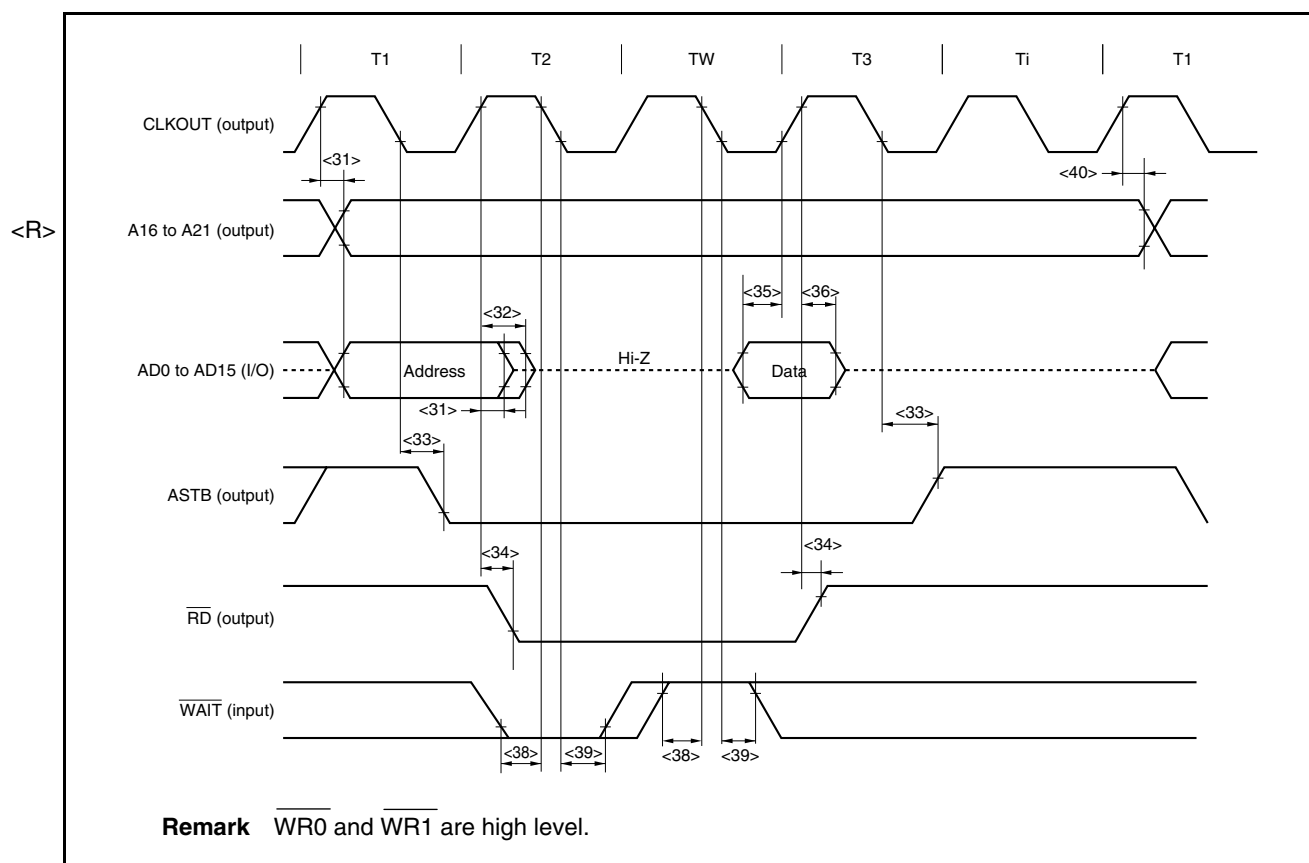 T1 T2 TW T3 Ti T1
CLKOUT (output)
<31>
<40>
<R>
A16 to A21 (output)
<35> <36>
<32>
Hi-Z
AD0 to AD15 (I/O)
Address
Data
<31>
<33>
<33>
ASTB (output)
<34>
<34>
RD (output)
WAIT (input)
<38> <39> <38> <39>
Remark WR0 and WR1 are high level.